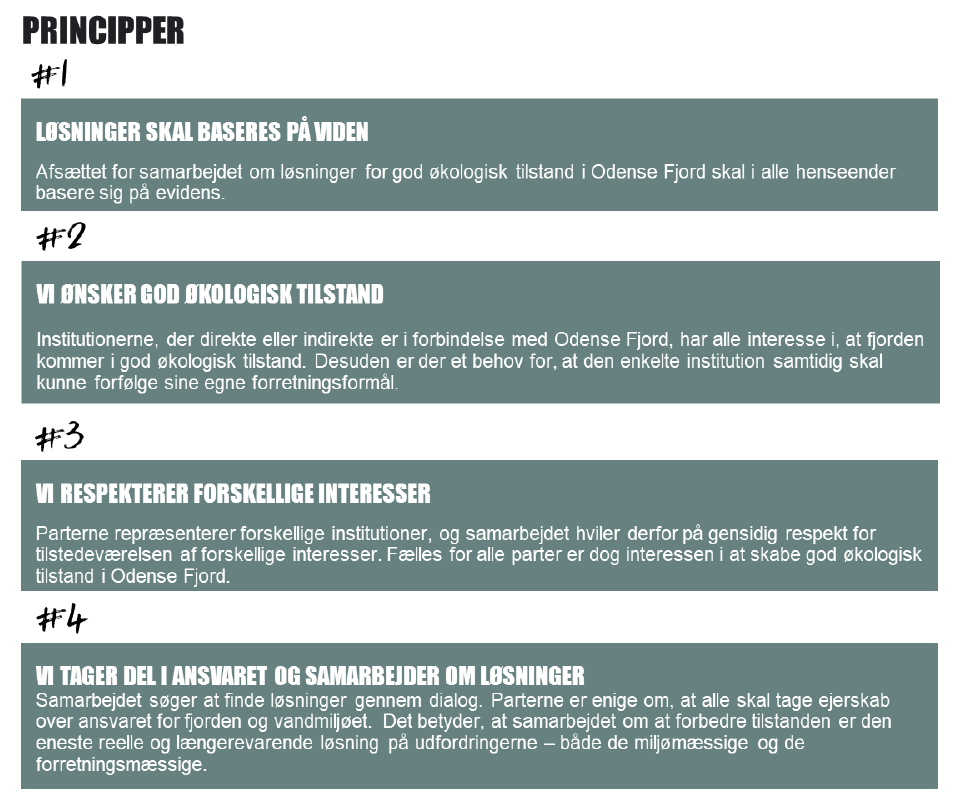 PRINCIPPER
#1
LØSNINGER SKAL BASERES PÅ VIDEN
Afsættet for samarbejdet om løsninger for god økologisk tilstand i Odense Fjord skal i alle henseender
basere sig på evidens.
#2
VI ØNSKER GOD ØKOLOGISK TILSTAND
Institutionerne, der direkte eller indirekte er i forbindelse med Odense Fjord, har alle interesse i, at fjorden
kommer i god økologisk tilstand. Desuden er der et behov for, at den enkelte institution samtidig skal
kunne forfølge sine egne forretningsformål.
#3
VI RESPEKTERER FORSKELLIGE INTERESSER
Parterne repræsenterer forskellige institutioner, og samarbejdet hviler derfor på gensidig respekt for
tilstedeværelsen af forskellige interesser. Fælles for alle parter er dog interessen i at skabe god økologisk
tilstand i Odense Fjord.
#4
VI TAGER DEL I ANSVARET OG SAMARBEJDER OM LØSNINGER
Samarbejdet søger at finde løsninger gennem dialog. Parterne er enige om, at alle skal tage ejerskab
over ansvaret for fjorden og vandmiljøet. Det betyder, at samarbejdet om at forbedre tilstanden er den
eneste reelle og længerevarende løsning på udfordringerne – både de miljømæssige og de
forretningsmæssige.